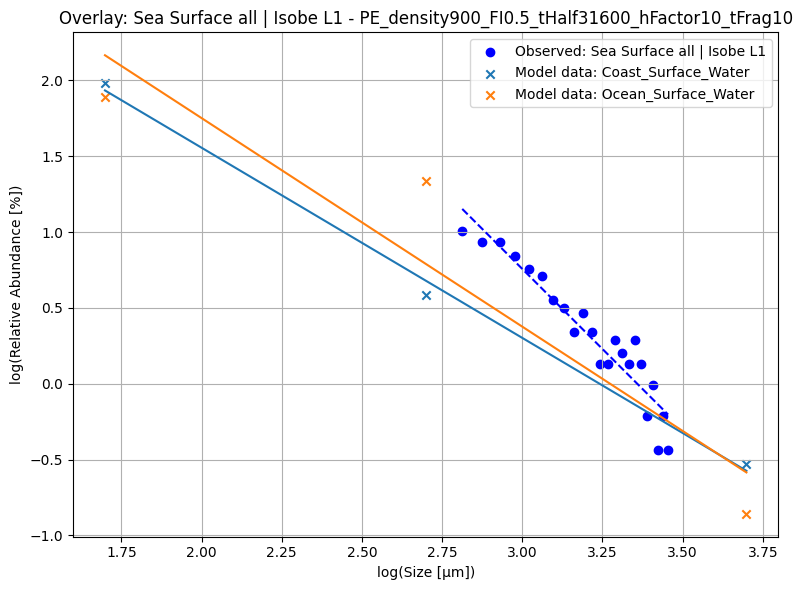 Overlay: Sea Surface all | Isobe L1 - PE_density900_FI0.5_tHalf31600_hFactor10_tFrag10
Observed: Sea Surface all | Isobe L1
Model data: Coast_Surface_Water
Model data: Ocean_Surface_Water
log(Relative Abundance [%])
2.0
1.5
1.0
0.5
0.0
−0.5
−1.0
1.75 2.00 2.25 2.50 2.75 3.00 3.25 3.50 3.75
log(Size [µm])